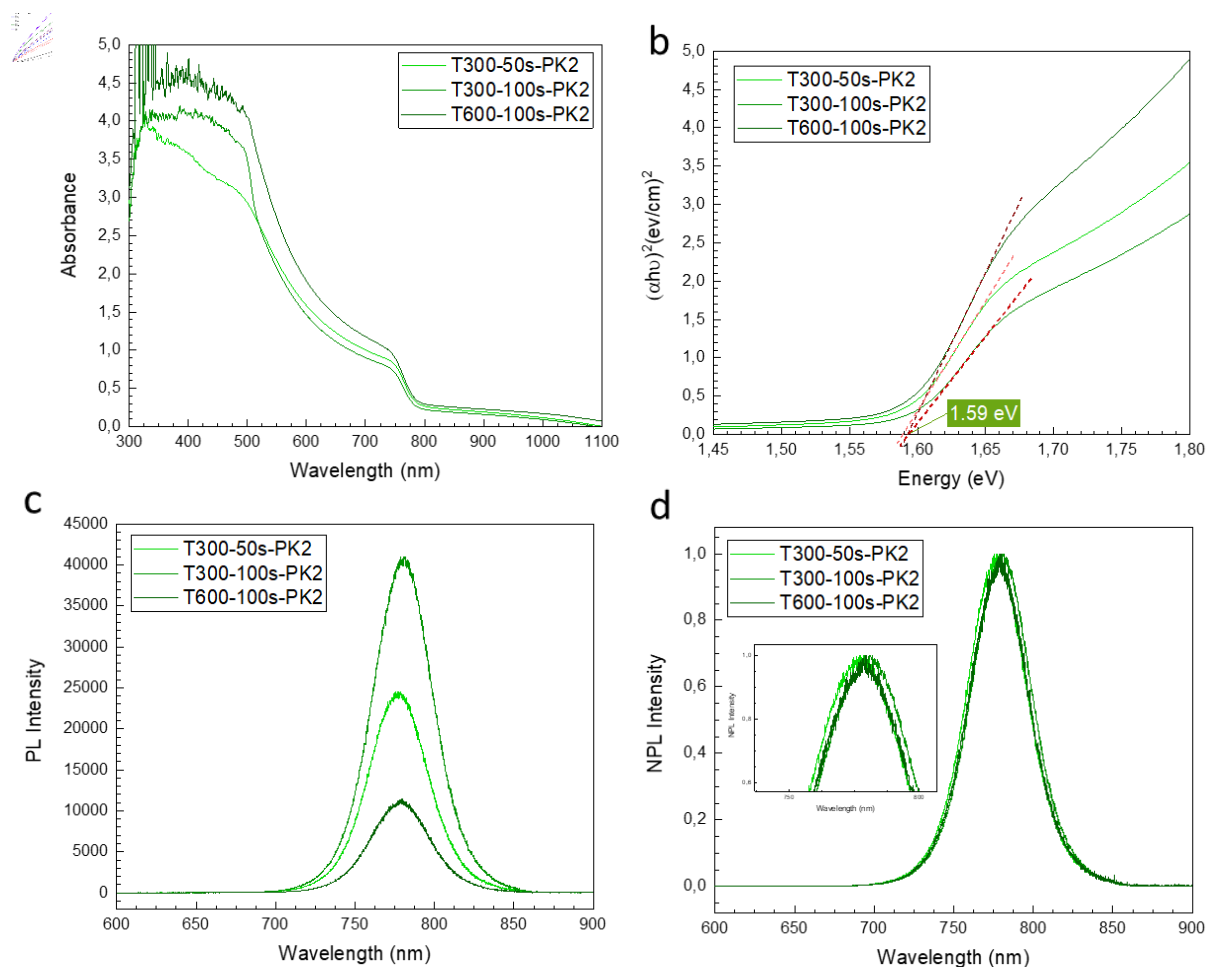 5,0
4,5
4,0
3,5
3,0
2,5
2,0
1,5
1,0
0,5
0,0
Absorbance
T300-50s-PK2
T300-100s-PK2
T600-100s-PK2
300 400 500 600 700 800 900 1000 1100
Wavelength (nm)
b
5,0
4,5
4,0
3,5
3,0
2,5
2,0
1,5
1,0
0,5
0,0
(αhυ)²(ev/cm)²
T300-50s-PK2
T300-100s-PK2
T600-100s-PK2
1.59 eV
1,45 1,50 1,55 1,60 1,65 1,70 1,75 1,80
Energy (eV)
c
45000
40000
35000
30000
25000
20000
15000
10000
5000
0
PL Intensity
T300-50s-PK2
T300-100s-PK2
T600-100s-PK2
600 650 700 750 800 850 900
Wavelength (nm)
d
1,0
0,8
0,6
0,4
0,2
0,0
NPL Intensity
T300-50s-PK2
T300-100s-PK2
T600-100s-PK2
1,0
0,8
0,6
NPL Intensity
750 800
Wavelength (nm)
600 650 700 750 800 850 900
Wavelength (nm)